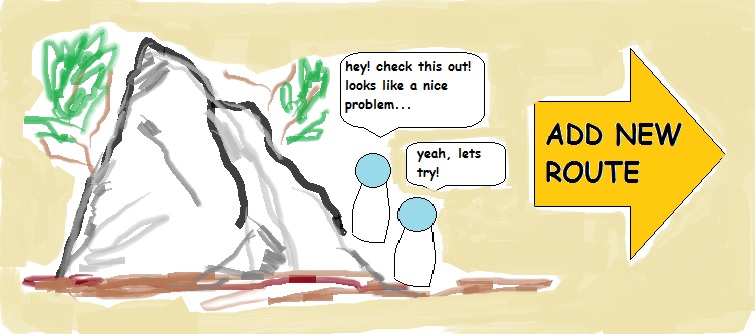 hey! check this out!
looks like a nice
problem...
yeah, lets
try!
ADD NEW
ROUTE